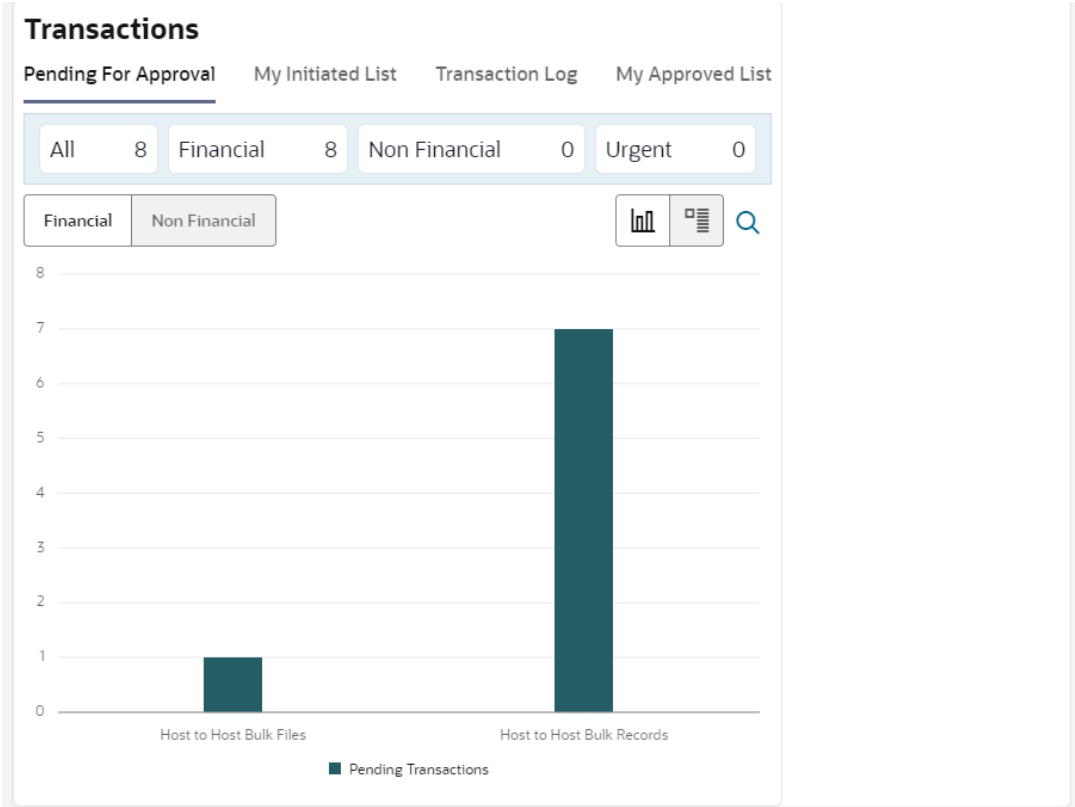 Transactions
Pending For Approval My Initiated List Transaction Log My Approved List
All 8 Financial 8 Non Financial 0 Urgent 0
Financial Non Financial
8
7
6
5
4
3
2
1
0
Host to Host Bulk Files Host to Host Bulk Records
Pending Transactions